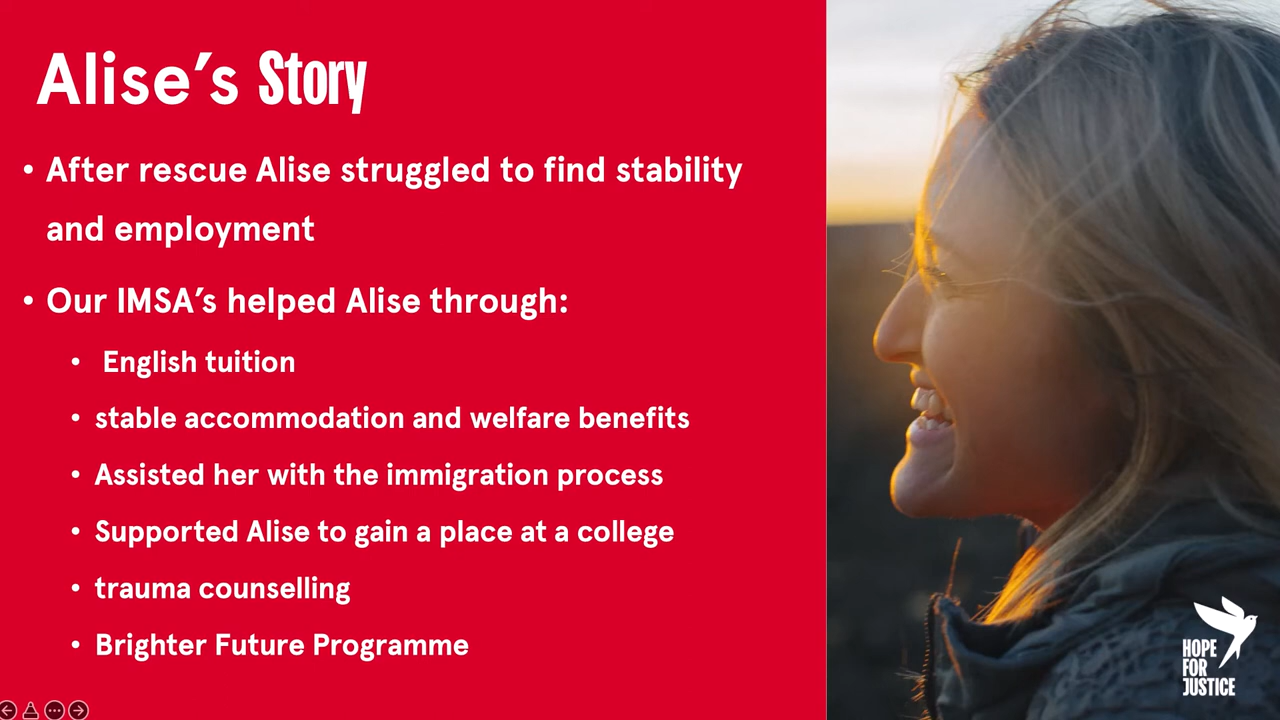 Alise’s Story
• After rescue Alise struggled to find stability
and employment
• Our IMSA’s helped Alise through:
• English tuition
• stable accommodation and welfare benefits
• Assisted her with the immigration process
• Supported Alise to gain a place at a college
• trauma counselling
• Brighter Future Programme
HOPE
FOR
JUSTICE